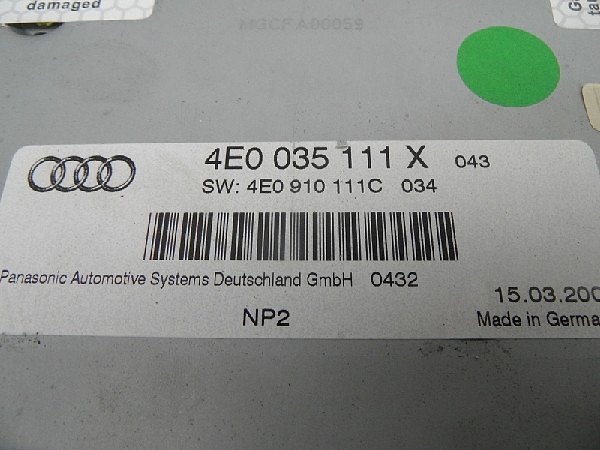 damaged
MGCFA00059
4E0 035 111 X 043
SW: 4E0 910 111C 034
Panasonic Automotive Systems Deutschland GmbH 0432
15.03.200
NP2
Made in Germa